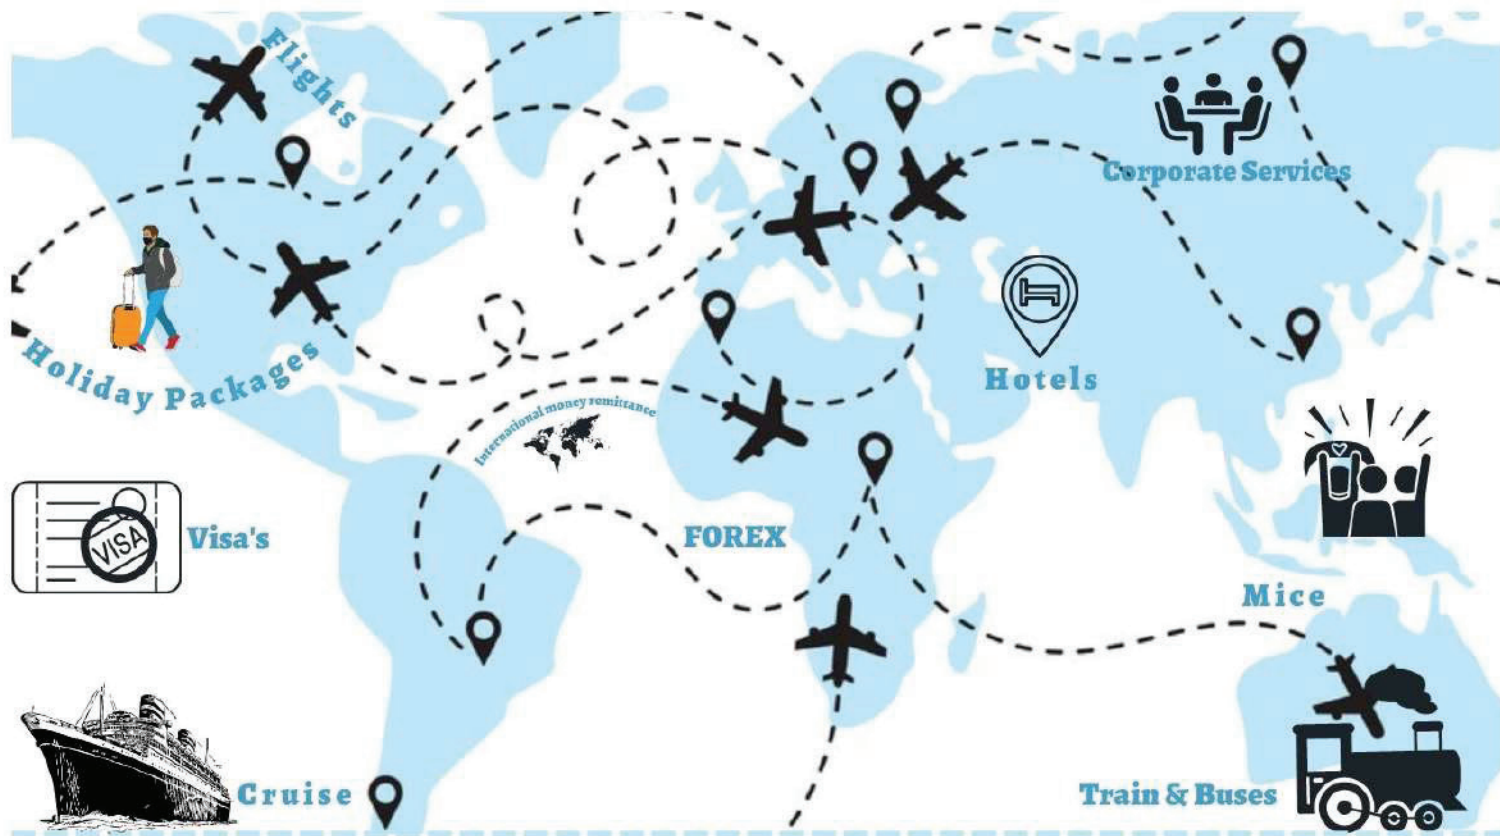 Flights
Corporate Services
Holiday Packages
Hotels
International money remittance
VISA
Visa's
FOREX
Mice
Cruise
Train & Buses